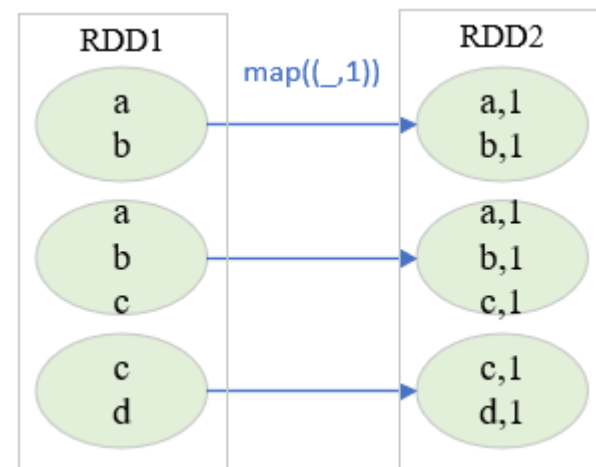 RDD1
map((_,1))
RDD2
a
b
a,1
b,1
a
b
c
a,1
b,1
c,1
c
d
c,1
d,1